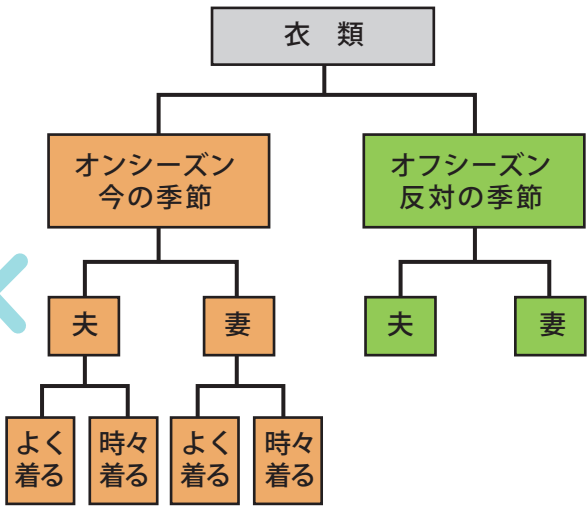 衣　類
オンシーズン
今の季節
オフシーズン
反対の季節
夫
妻
夫
妻
よく
着る
時々
着る
よく
着る
時々
着る